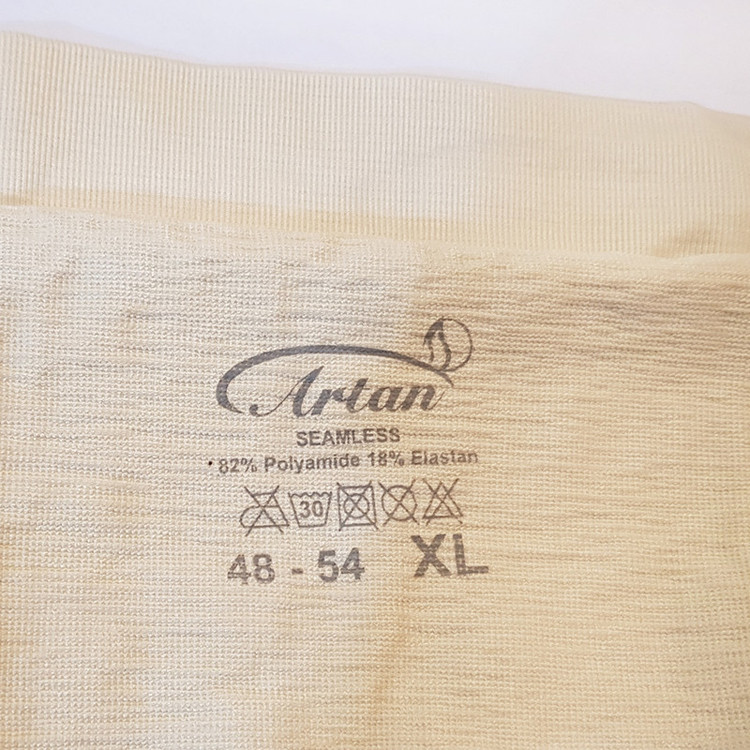 Artan
SEAMLESS
82% Polyamide 18% Elastan
30
48 - 54 XL